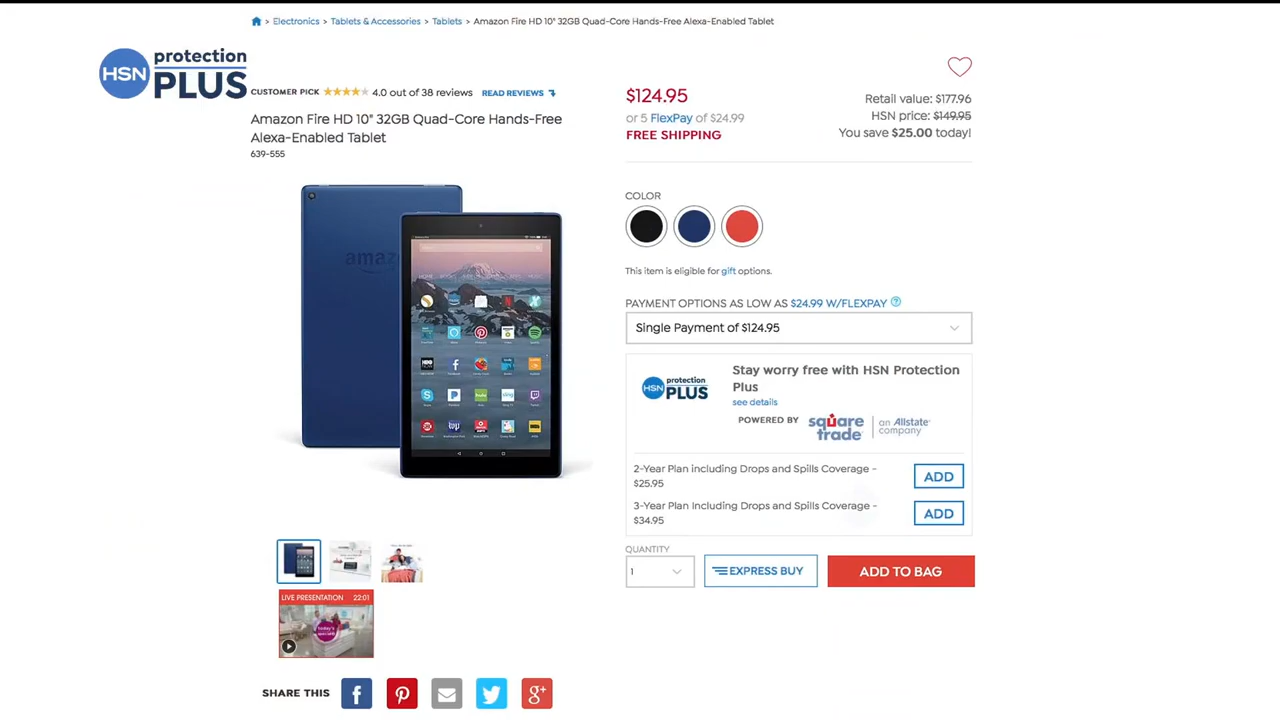 > Electronics > Tablets & Accessories > Tablets > Amazon Fire HD 10" 32GB Quad-Core Hands-Free Alexa-Enabled Tablet
HSN protection PLUS
CUSTOMER PICK 4.0 out of 38 reviews READ REVIEWS
Amazon Fire HD 10" 32GB Quad-Core Hands-Free
Alexa-Enabled Tablet
639-555
amaz
LIVE PRESENTATION 22:01
today's
SHARE THIS
$124.95
or 5 FlexPay of $24.99
FREE SHIPPING
Retail value: $177.96
HSN price: $149.95
You save $25.00 today!
COLOR
This item is eligible for gift options.
PAYMENT OPTIONS AS LOW AS $24.99 W/FLEXPAY ?
Single Payment of $124.95
HSN protection PLUS
Stay worry free with HSN Protection
Plus
see details
POWERED BY square trade | an Allstate company
2-Year Plan including Drops and Spills Coverage -
$25.95
ADD
3-Year Plan Including Drops and Spills Coverage -
$34.95
ADD
QUANTITY
1
EXPRESS BUY
ADD TO BAG